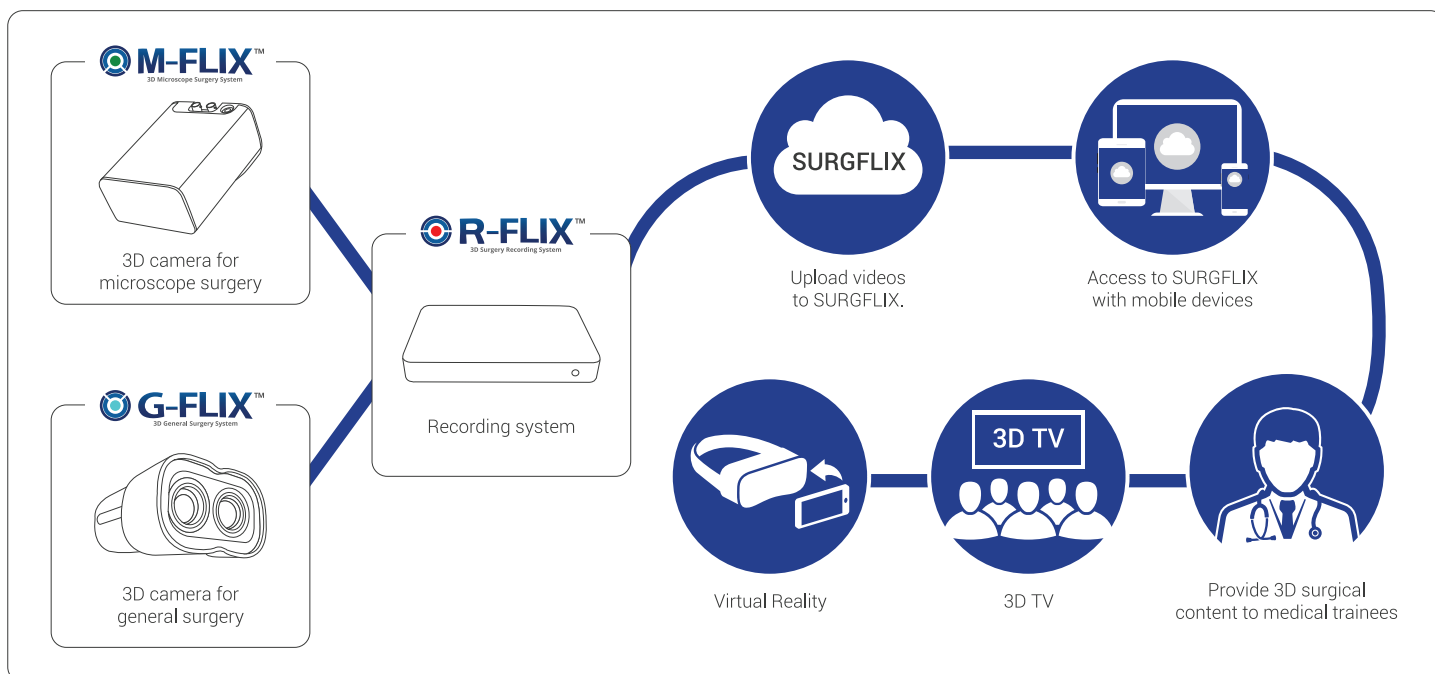 M-FLIX™
3D Microscope Surgery System
3D camera for
microscope surgery
G-FLIX™
3D General Surgery System
3D camera for
general surgery
R-FLIX™
3D Surgery Recording System
Recording system
SURGFLIX
Upload videos
to SURGFLIX.
Access to SURGFLIX
with mobile devices
Provide 3D surgical
content to medical trainees
3D TV
3D TV
Virtual Reality